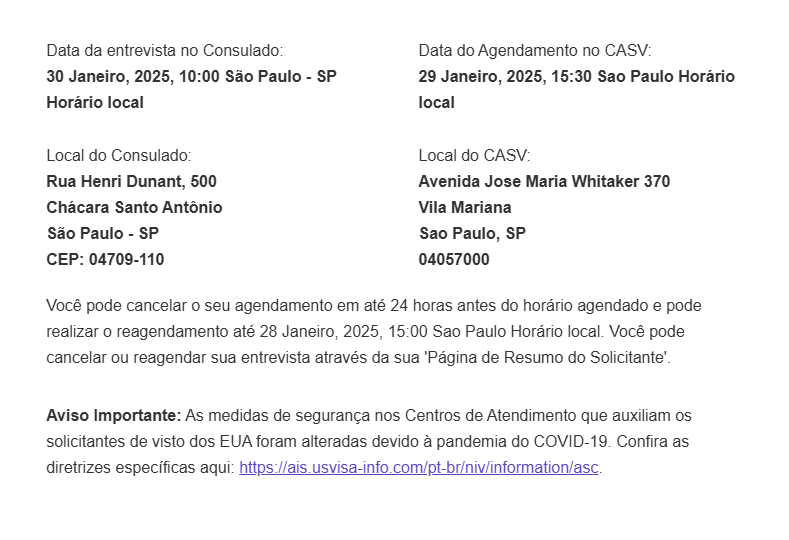 Data da entrevista no Consulado:
30 Janeiro, 2025, 10:00 São Paulo - SP
Horário local
Data do Agendamento no CASV:
29 Janeiro, 2025, 15:30 Sao Paulo Horário
local
Local do Consulado:
Rua Henri Dunant, 500
Chácara Santo Antônio
São Paulo - SP
CEP: 04709-110
Local do CASV:
Avenida Jose Maria Whitaker 370
Vila Mariana
Sao Paulo, SP
04057000
Você pode cancelar o seu agendamento em até 24 horas antes do horário agendado e pode
realizar o reagendamento até 28 Janeiro, 2025, 15:00 Sao Paulo Horário local. Você pode
cancelar ou reagendar sua entrevista através da sua 'Página de Resumo do Solicitante'.
Aviso Importante: As medidas de segurança nos Centros de Atendimento que auxiliam os
solicitantes de visto dos EUA foram alteradas devido à pandemia do COVID-19. Confira as
diretrizes específicas aqui: https://ais.usvisa-info.com/pt-br/niv/information/asc.